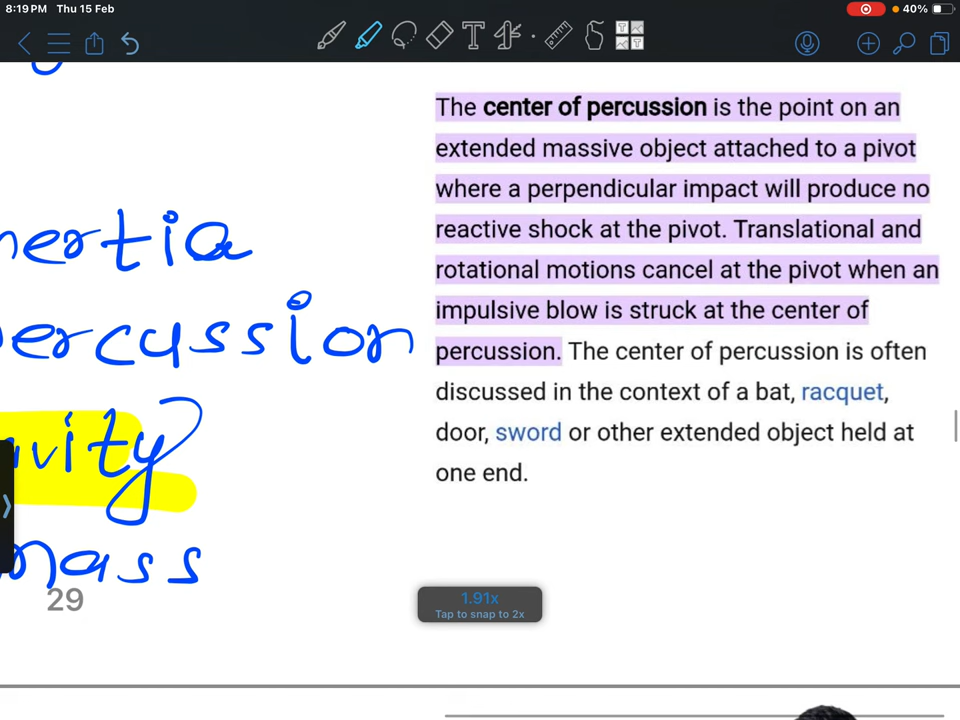 8:19 PM Thu 15 Feb
40%
The center of percussion is the point on an
extended massive object attached to a pivot
where a perpendicular impact will produce no
reactive shock at the pivot. Translational and
rotational motions cancel at the pivot when an
impulsive blow is struck at the center of
percussion. The center of percussion is often
discussed in the context of a bat, racquet,
door, sword or other extended object held at
one end.
nertia
percussion
avity
mass
29
1.91x
Tap to snap to 2x